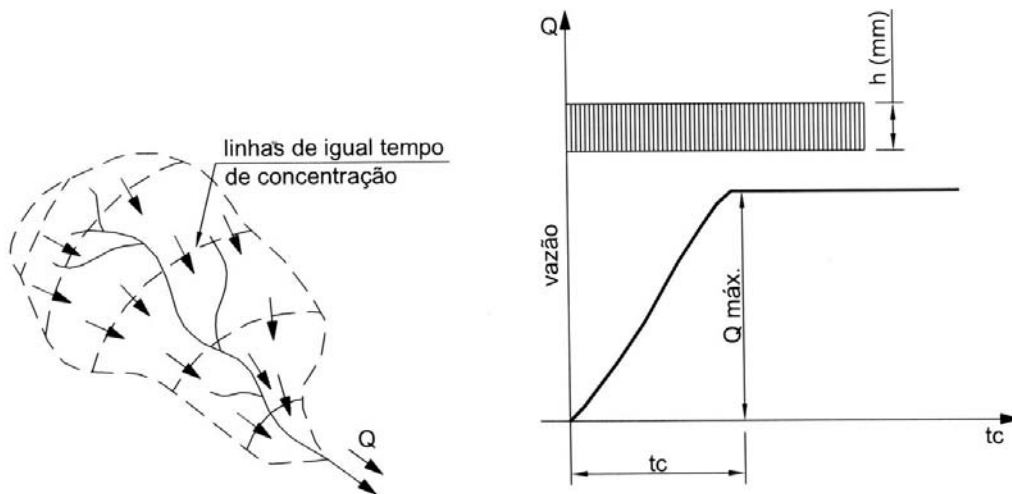 linhas de igual tempo
de concentração
Q
Q
h (mm)
vazão
Q máx.
tc
tc